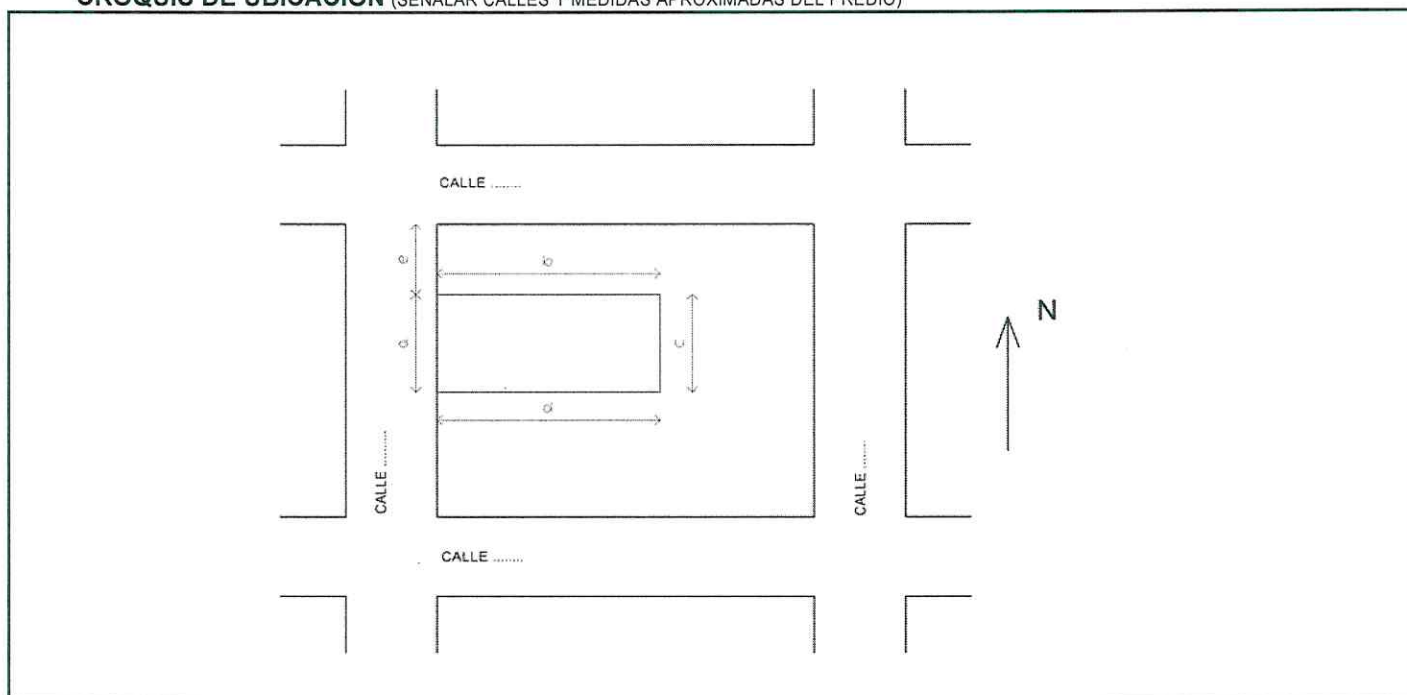 CROQUIS DE UBICACIÓN (SEÑALAR CALLES Y MEDIDAS APROXIMADAS DEL PREDIO)
CALLE ........
e
b
a
c
d
N
CALLE ..........
CALLE ........
CALLE ........